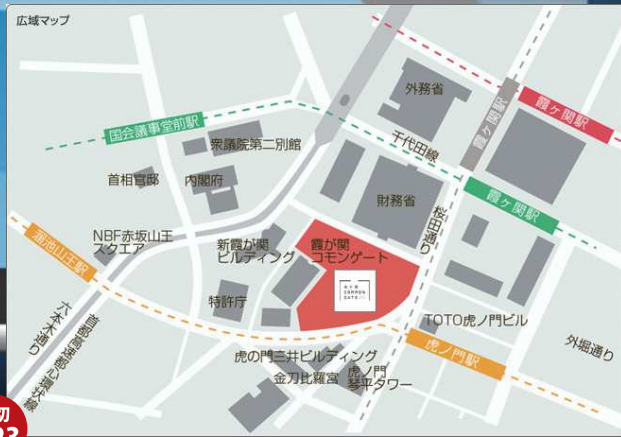 広域マップ
外務省
霞ヶ関駅
霞ヶ関駅
国会議事堂前駅
衆議院第二別館
千代田線
首相官邸
内閣府
財務省
霞ヶ関駅
桜田通り
NBF赤坂山王
スクエア
新霞が関
ビルディング
霞が関
コモンゲート
溜池山王駅
特許庁
COMMON
GATE
TOTO虎ノ門ビル
首都高速都心環状線
六本木通り
虎の門三井ビルディング
虎ノ門駅
外堀通り
金刀比羅宮
虎ノ門
琴平タワー
切